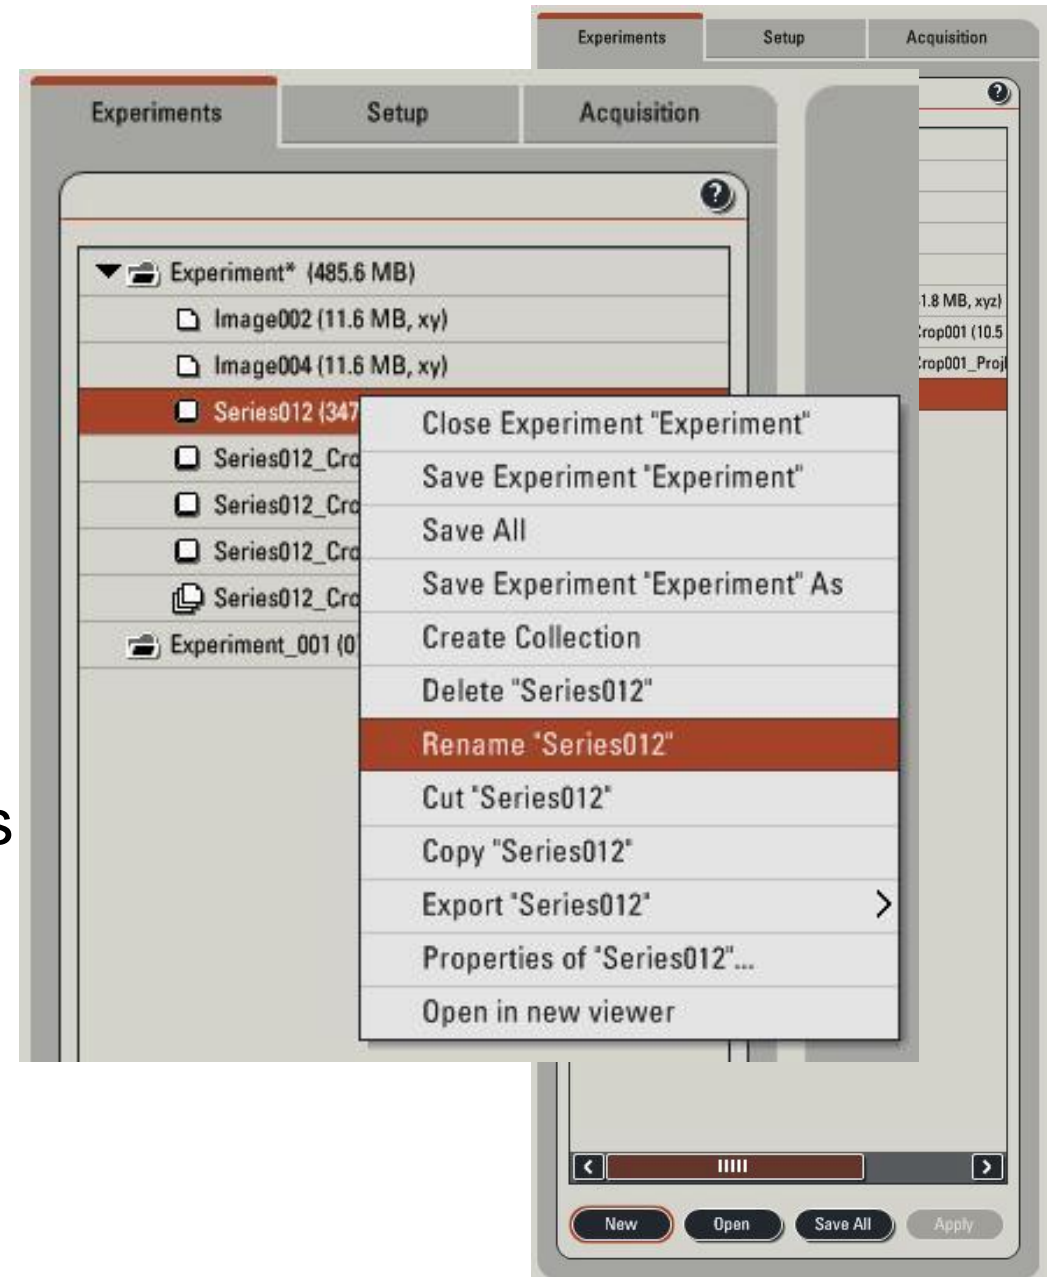 Experiments Setup Acquisition
Experiments Setup Acquisition
?
?
Experiment* (485.6 MB)
Image002 (11.6 MB, xy)
Image004 (11.6 MB, xy)
Series012 (347
Series012_Cro
Series012_Cro
Series012_Cro
Series012_Cro
Experiment_001 (0
Close Experiment "Experiment"
Save Experiment "Experiment"
Save All
Save Experiment "Experiment" As
Create Collection
Delete "Series012"
Rename "Series012"
Cut "Series012"
Copy "Series012"
Export "Series012"
Properties of "Series012"...
Open in new viewer
1.8 MB, xyz)
Crop001 (10.5
Crop001_Proj
s
New Open Save All Apply